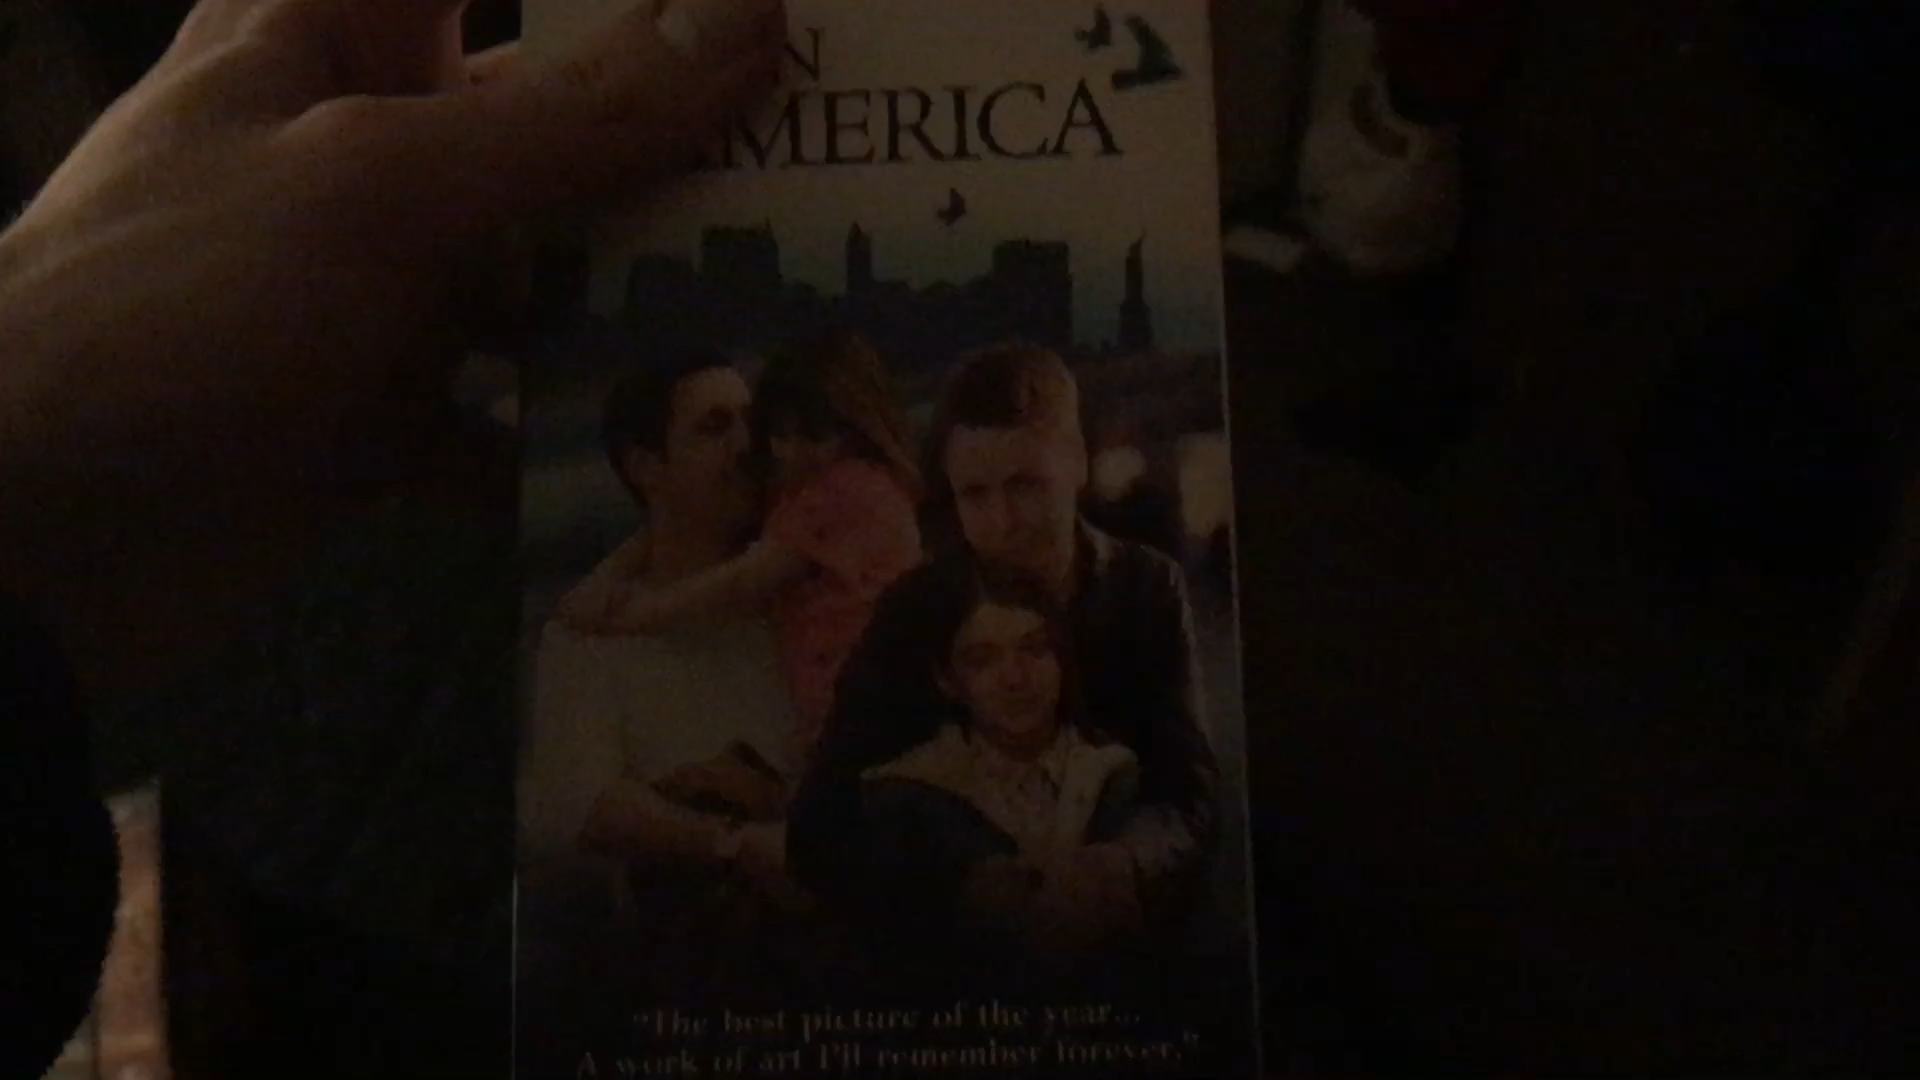 N
MERICA
"The best picture of the year...
A work of art I'll remember forever."